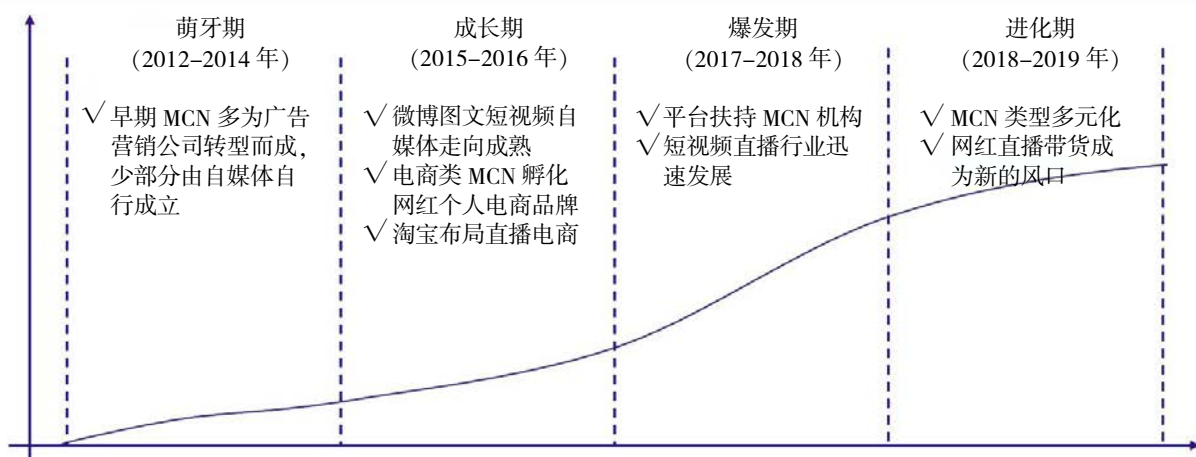 萌牙期
(2012–2014 年)
√ 早期 MCN 多为广告
营销公司转型而成,
少部分由自媒体自
行成立
成长期
(2015–2016 年)
√ 微博图文短视频自
媒体走向成熟
√ 电商类 MCN 孵化
网红个人电商品牌
√ 淘宝布局直播电商
爆发期
(2017–2018 年)
√ 平台扶持 MCN 机构
√ 短视频直播行业迅
速发展
进化期
(2018–2019 年)
√ MCN 类型多元化
√ 网红直播带货成
为新的风口